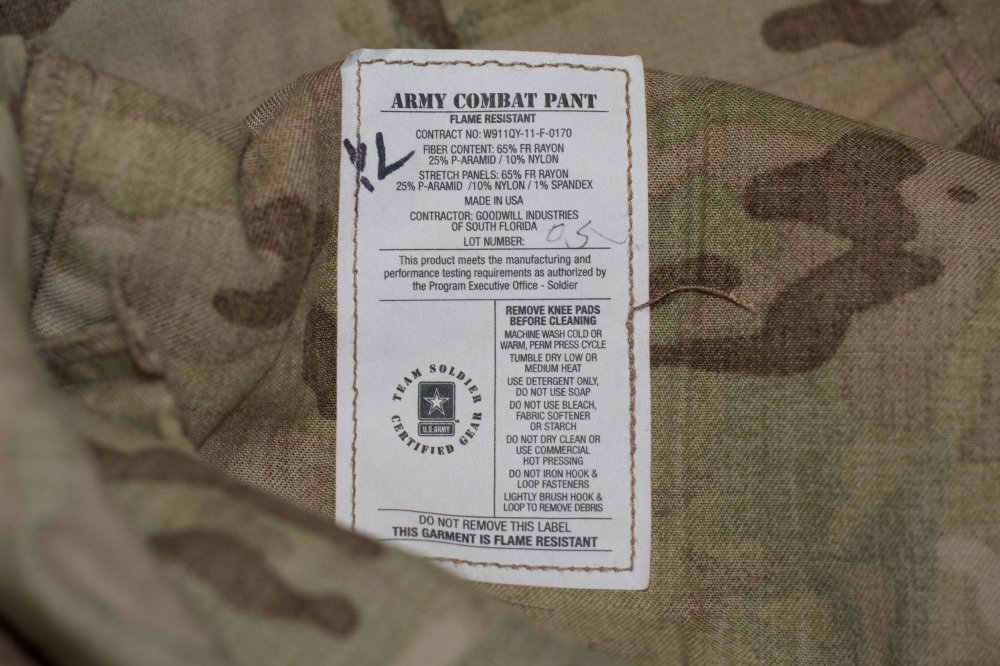 ARMY COMBAT PANT
FLAME RESISTANT
CONTRACT NO: W911QY-11-F-0170
FIBER CONTENT: 65% FR RAYON
25% P-ARAMID / 10% NYLON
STRETCH PANELS: 65% FR RAYON
25% P-ARAMID /10% NYLON / 1% SPANDEX
MADE IN USA
CONTRACTOR: GOODWILL INDUSTRIES
OF SOUTH FLORIDA
LOT NUMBER:
This product meets the manufacturing and
performance testing requirements as authorized by
the Program Executive Office - Soldier
TEAM SOLDIER
U.S.ARMY
CERTIFIED GEAR
REMOVE KNEE PADS
BEFORE CLEANING
MACHINE WASH COLD OR
WARM, PERM PRESS CYCLE
TUMBLE DRY LOW OR
MEDIUM HEAT
USE DETERGENT ONLY,
DO NOT USE SOAP
DO NOT USE BLEACH,
FABRIC SOFTENER
OR STARCH
DO NOT DRY CLEAN OR
USE COMMERCIAL
HOT PRESSING
DO NOT IRON HOOK &
LOOP FASTENERS
LIGHTLY BRUSH HOOK &
LOOP TO REMOVE DEBRIS
DO NOT REMOVE THIS LABEL
THIS GARMENT IS FLAME RESISTANT